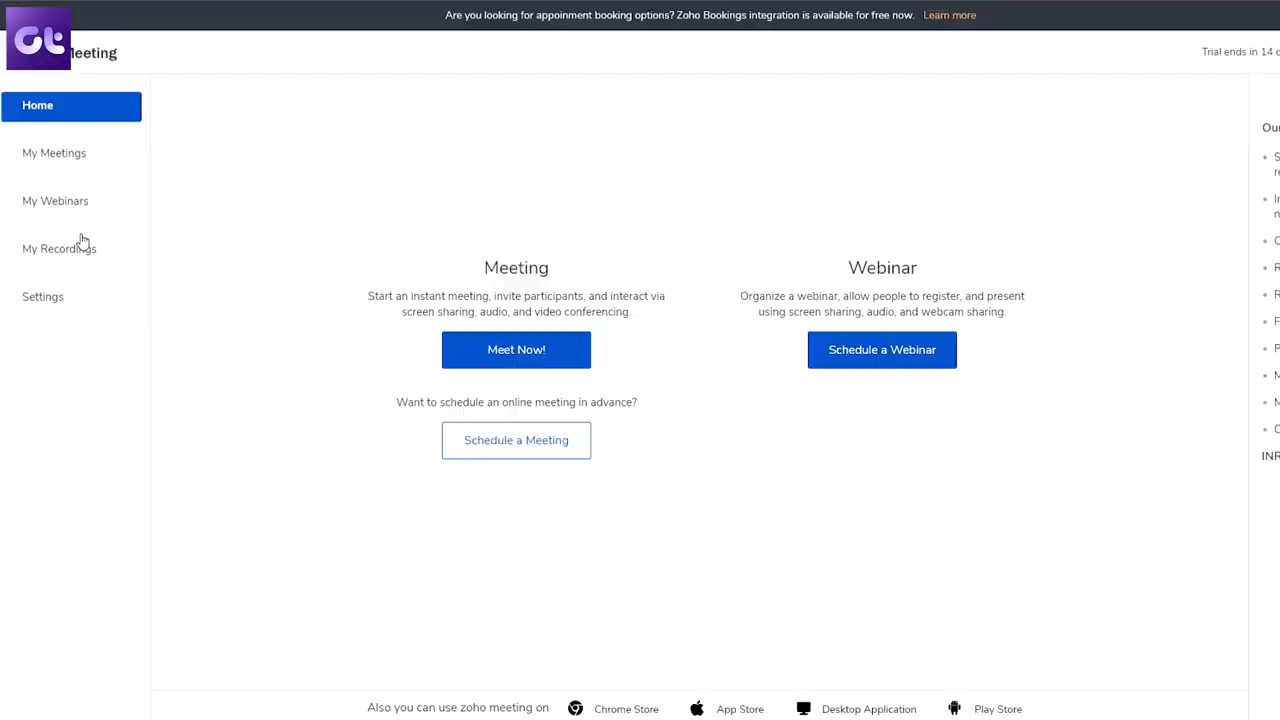 Are you looking for appoinment booking options? Zoho Bookings integration is available for free now. Learn more
Gt
Meeting
Trial ends in 14
Home
My Meetings
My Webinars
My Recordings
Settings
Meeting
Start an instant meeting, invite participants, and interact via
screen sharing, audio, and video conferencing.
Meet Now!
Want to schedule an online meeting in advance?
Schedule a Meeting
Webinar
Organize a webinar, allow people to register, and present
using screen sharing, audio, and webcam sharing.
Schedule a Webinar
INR
Also you can use zoho meeting on
Chrome Store
App Store
Desktop Application
Play Store